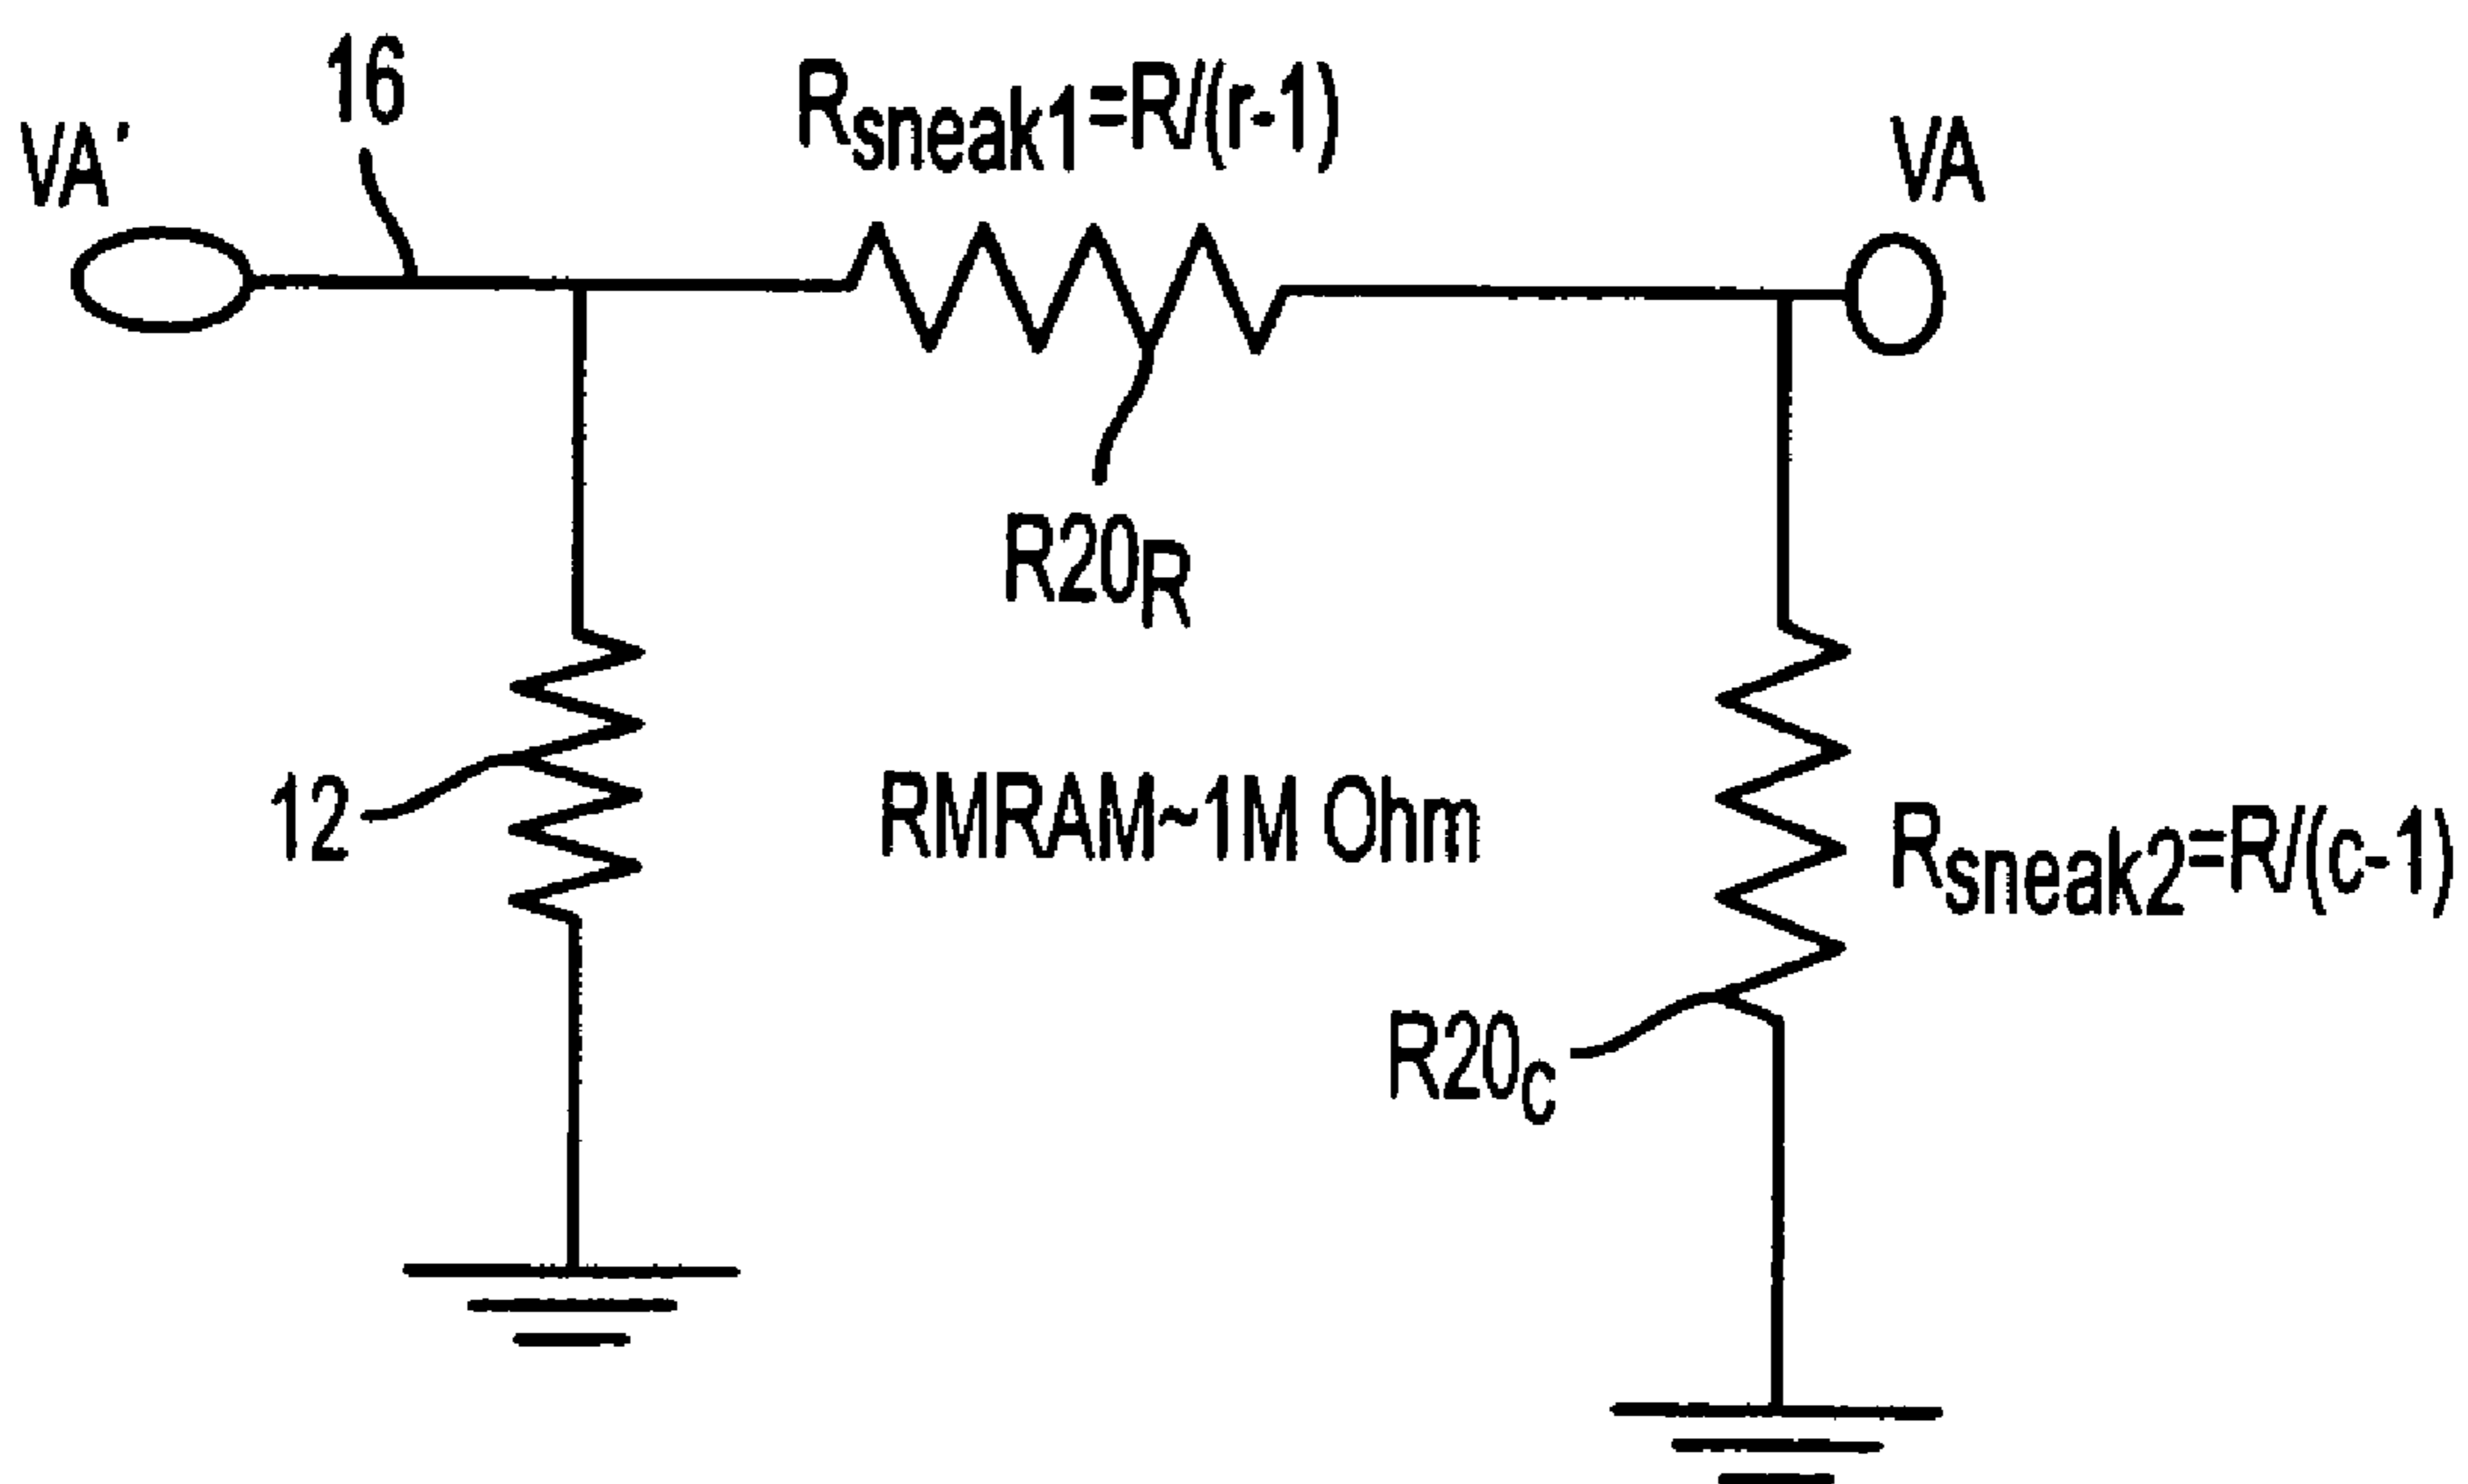 16
Rsneak1=R/(r-1)
VA'
VA
R20R
12
RMRAM~1M Ohm
Rsneak2=R/(c-1)
R20C